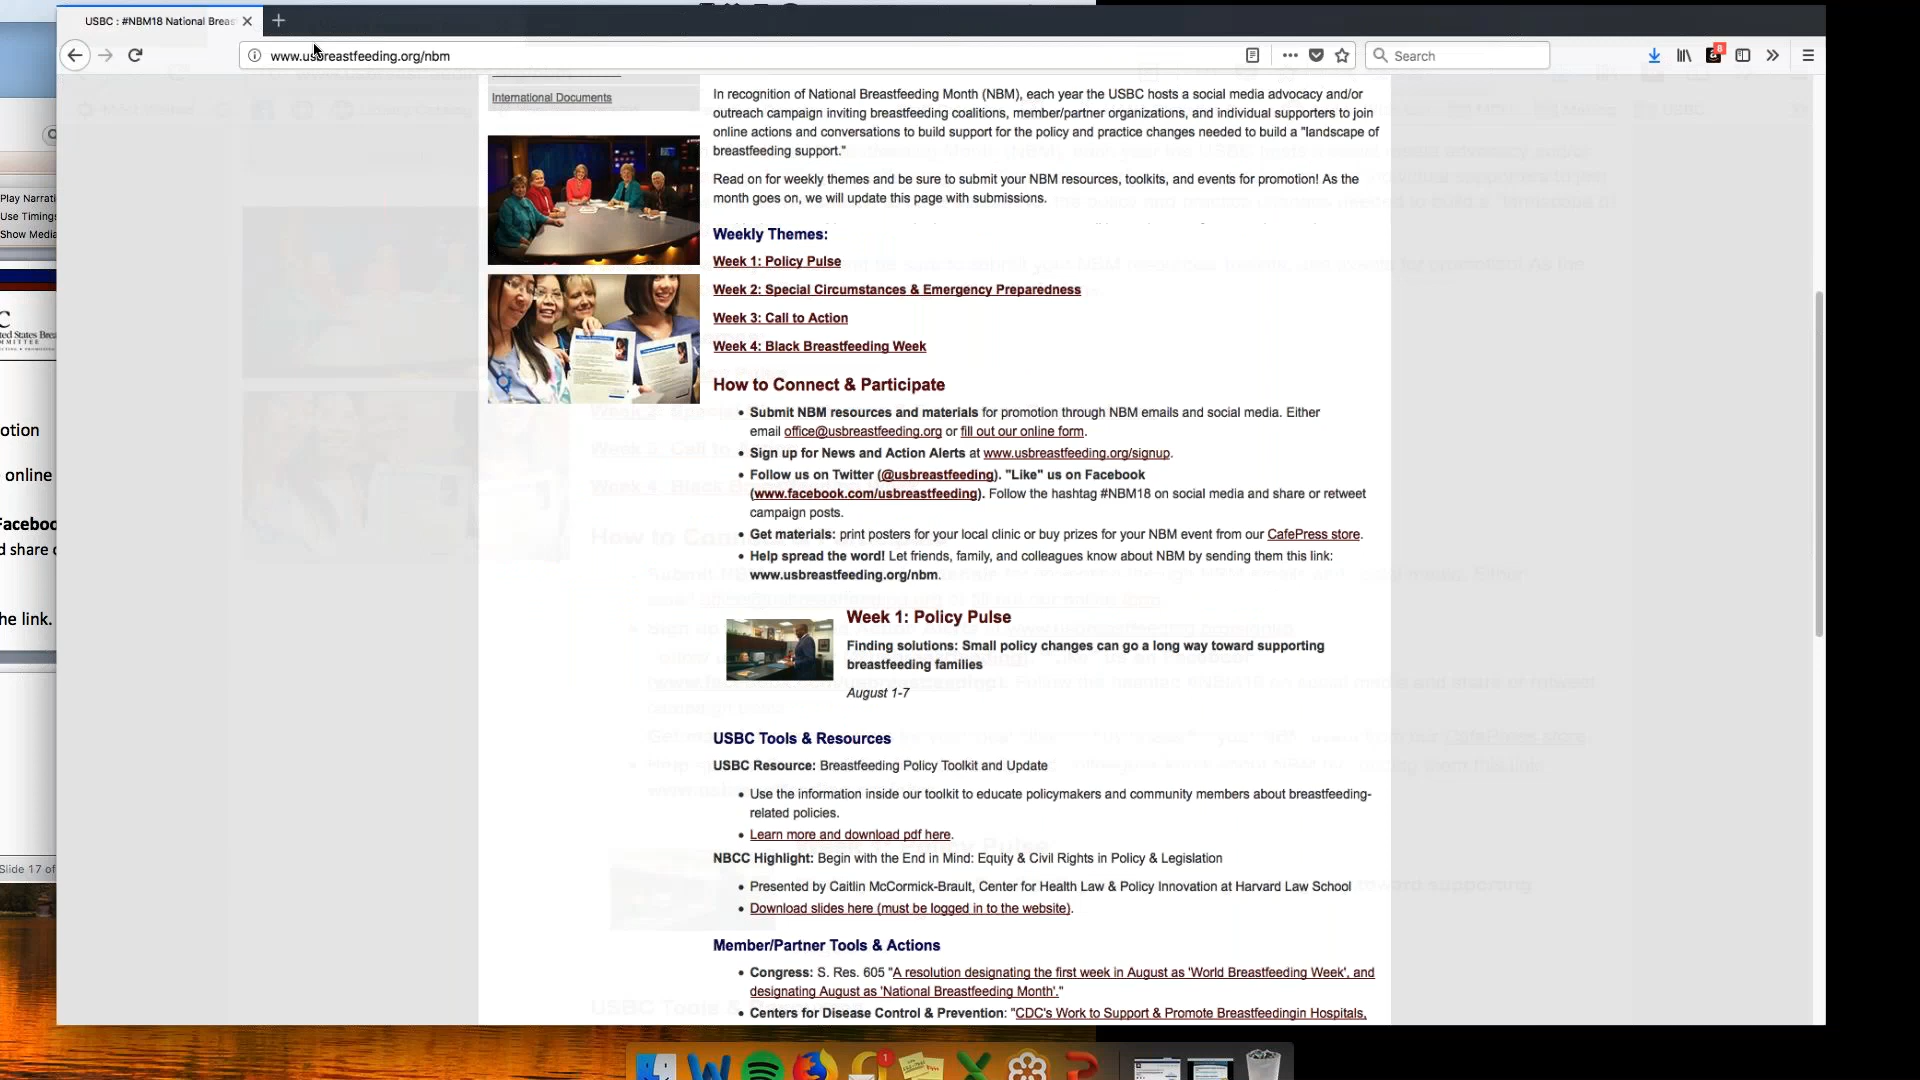 USBC : #NBM18 National Breas
www.usbreastfeeding.org/nbm
Search
8
International Documents
In recognition of National Breastfeeding Month (NBM), each year the USBC hosts a social media advocacy and/or
outreach campaign inviting breastfeeding coalitions, member/partner organizations, and individual supporters to join
online actions and conversations to build support for the policy and practice changes needed to build a "landscape of
breastfeeding support."
Read on for weekly themes and be sure to submit your NBM resources, toolkits, and events for promotion! As the
month goes on, we will update this page with submissions.
Weekly Themes:
Week 1: Policy Pulse
Week 2: Special Circumstances & Emergency Preparedness
Week 3: Call to Action
Week 4: Black Breastfeeding Week
How to Connect & Participate
• Submit NBM resources and materials for promotion through NBM emails and social media. Either
email office@usbreastfeeding.org or fill out our online form.
• Sign up for News and Action Alerts at www.usbreastfeeding.org/signup.
• Follow us on Twitter (@usbreastfeeding). "Like" us on Facebook
(www.facebook.com/usbreastfeeding). Follow the hashtag #NBM18 on social media and share or retweet
campaign posts.
• Get materials: print posters for your local clinic or buy prizes for your NBM event from our CafePress store.
• Help spread the word! Let friends, family, and colleagues know about NBM by sending them this link:
www.usbreastfeeding.org/nbm.
Week 1: Policy Pulse
Finding solutions: Small policy changes can go a long way toward supporting
breastfeeding families
August 1-7
USBC Tools & Resources
USBC Resource: Breastfeeding Policy Toolkit and Update
• Use the information inside our toolkit to educate policymakers and community members about breastfeeding-
related policies.
• Learn more and download pdf here.
NBCC Highlight: Begin with the End in Mind: Equity & Civil Rights in Policy & Legislation
• Presented by Caitlin McCormick-Brault, Center for Health Law & Policy Innovation at Harvard Law School
• Download slides here (must be logged in to the website).
Member/Partner Tools & Actions
• Congress: S. Res. 605 "A resolution designating the first week in August as 'World Breastfeeding Week', and
designating August as 'National Breastfeeding Month'."
• Centers for Disease Control & Prevention: "CDC's Work to Support & Promote Breastfeedingin Hospitals,
Play Narrati
Use Timings
Show Media
C
ted States Brea
MMITTEE
otion
online
Faceboo
d share
he link.
Slide 17 of
1